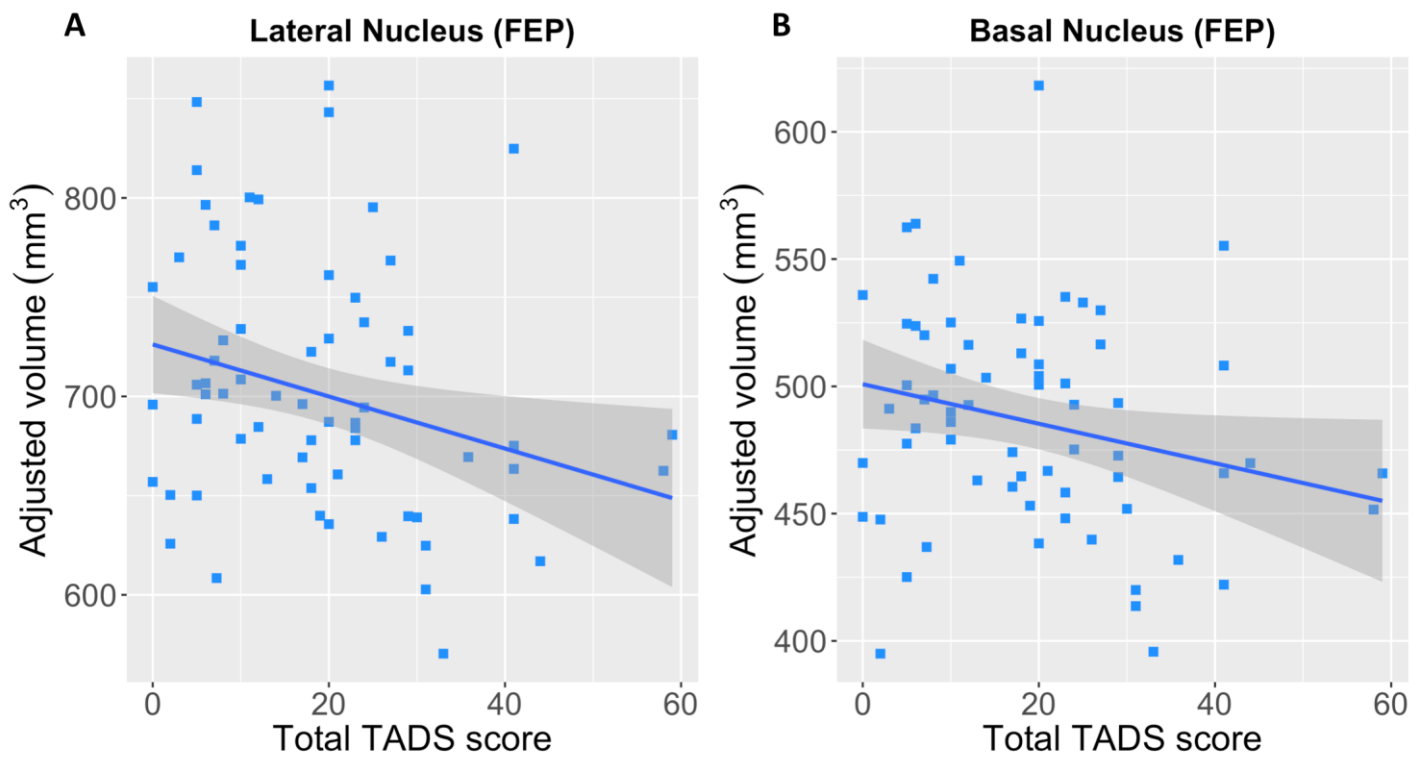 A
Lateral Nucleus (FEP)
Adjusted volume (mm³)
800
700
600
0
20
40
60
Total TADS score
B
Basal Nucleus (FEP)
Adjusted volume (mm³)
600
550
500
450
400
0
20
40
60
Total TADS score